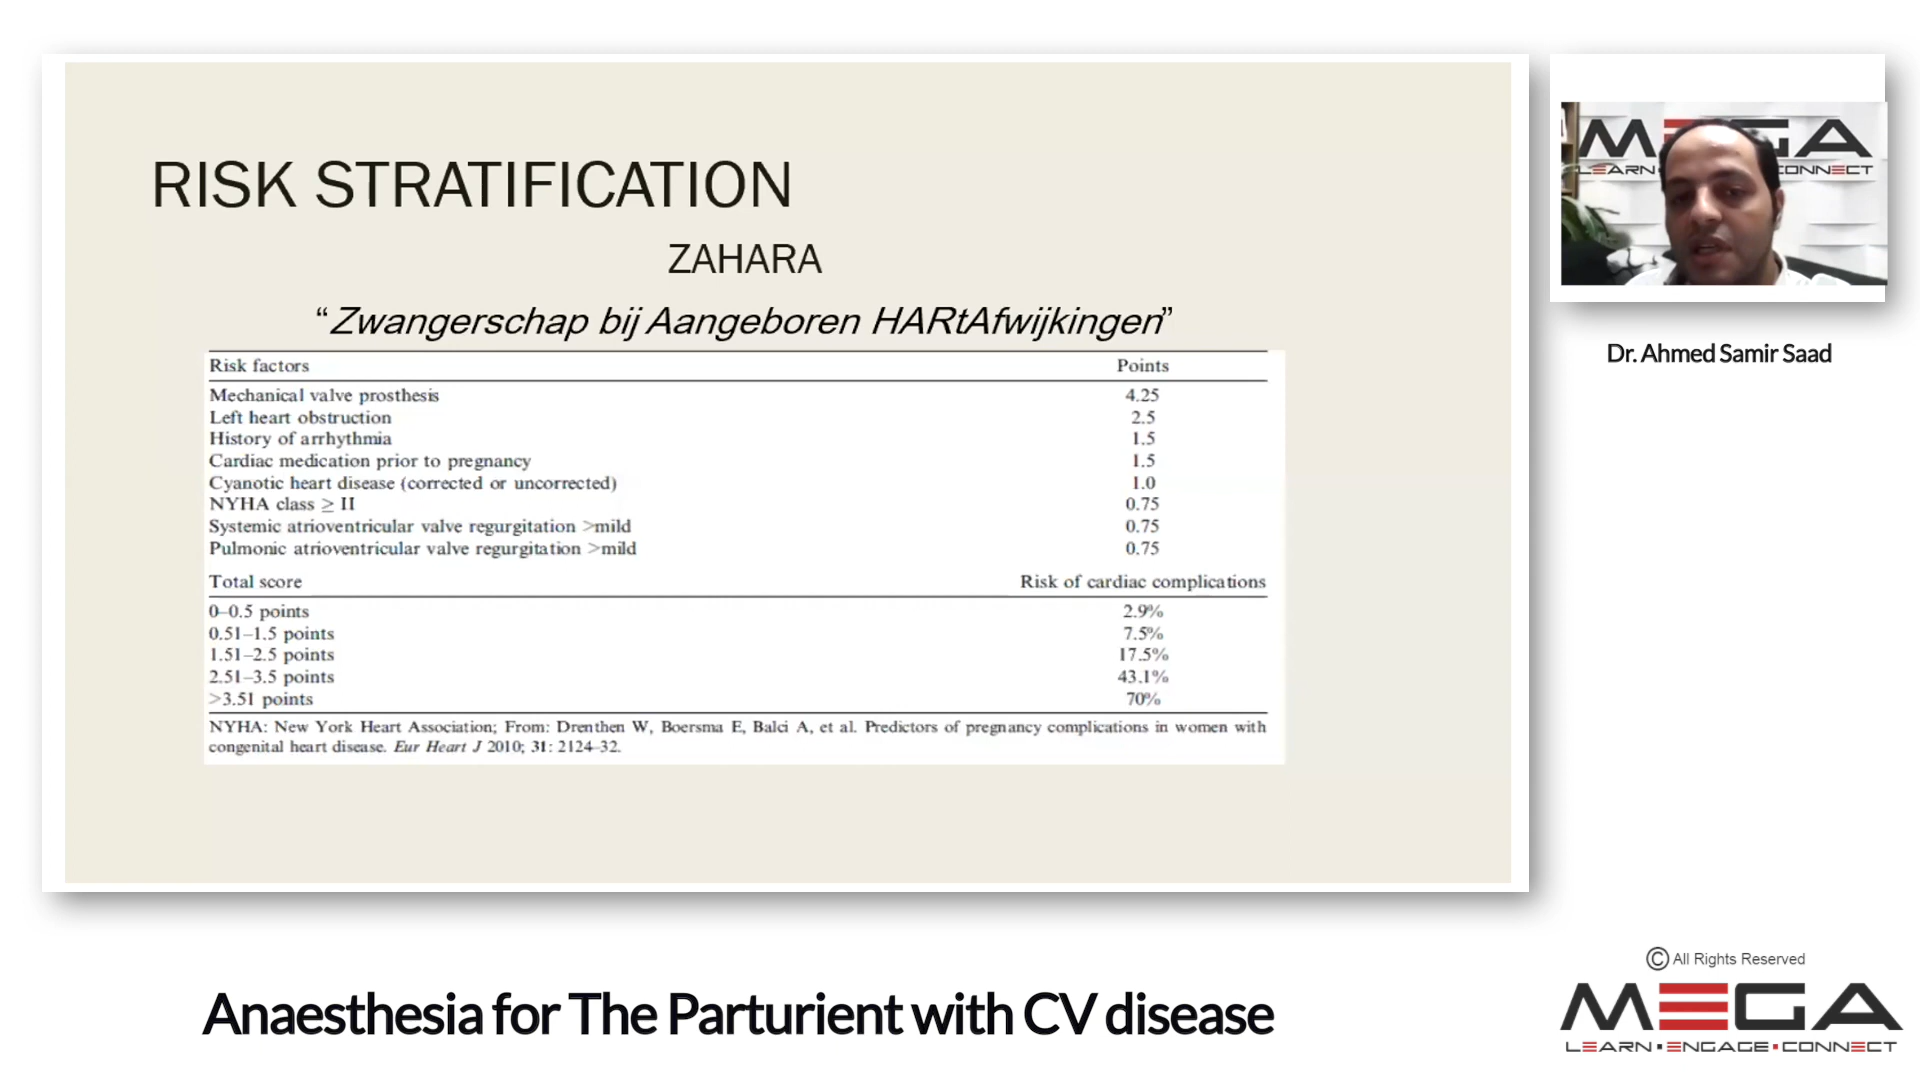 RISK STRATIFICATION
ZAHARA
“Zwangerschap bij Aangeboren HARtAfwijkingen”
Risk factors Points
Mechanical valve prosthesis 4.25
Left heart obstruction 2.5
History of arrhythmia 1.5
Cardiac medication prior to pregnancy 1.5
Cyanotic heart disease (corrected or uncorrected) 1.0
NYHA class ≥ II 0.75
Systemic atrioventricular valve regurgitation >mild 0.75
Pulmonic atrioventricular valve regurgitation >mild 0.75
Total score Risk of cardiac complications
0–0.5 points 2.9%
0.51–1.5 points 7.5%
1.51–2.5 points 17.5%
2.51–3.5 points 43.1%
>3.51 points 70%
NYHA: New York Heart Association; From: Drenthen W, Boersma E, Balci A, et al. Predictors of pregnancy complications in women with
congenital heart disease. Eur Heart J 2010; 31: 2124–32.
MEGA
LEARN CONNECT
Dr. Ahmed Samir Saad
Anaesthesia for The Parturient with CV disease
© All Rights Reserved
MEGA
LEARN▪ENGAGE▪CONNECT